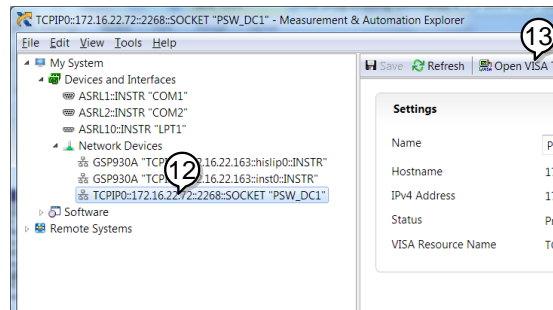 TCPIP0::172.16.22.72::2268::SOCKET "PSW_DC1" - Measurement & Automation Explorer
File Edit View Tools Help
13
My System
Save Refresh Open VISA
Devices and Interfaces
ASRL1::INSTR "COM1"
Settings
ASRL2::INSTR "COM2"
ASRL10::INSTR "LPT1"
Name
Network Devices
GSP930A "TCP 2.16.22.163::hislip0::INSTR"
12
Hostname
GSP930A "TCP 2.16.22.163::inst0::INSTR"
TCPIP0::172.16.22.72::2268::SOCKET "PSW_DC1"
IPv4 Address
Software
Status
Remote Systems
VISA Resource Name